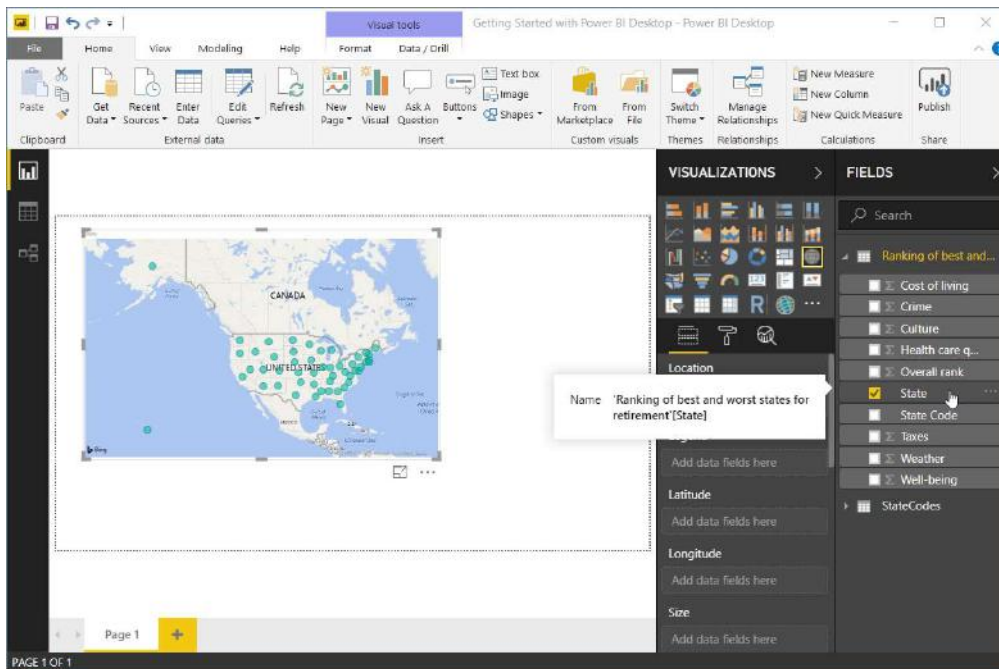 Visual tools
Getting Started with Power BI Desktop - Power BI Desktop
File
Home
View
Modeling
Help
Format
Data / Drill
Paste
Get Data
Recent Sources
Enter Data
Edit Queries
Refresh
New Page
New Visual
Ask A Question
Buttons
Text box
Image
Shapes
From Marketplace
From File
Switch Theme
Manage Relationships
New Measure
New Column
New Quick Measure
Publish
Clipboard
External data
Insert
Custom visuals
Themes
Relationships
Calculations
Share
VISUALIZATIONS
FIELDS
Search
Ranking of best and...
Cost of living
Crime
Culture
Health care q...
Overall rank
State
State Code
Taxes
Weather
Well-being
StateCodes
CANADA
UNITED STATES
MEXICO
Bing
R
123
Location
Name 'Ranking of best and worst states for
retirement'[State]
Legend
Add data fields here
Latitude
Add data fields here
Longitude
Add data fields here
Size
Add data fields here
Page 1
PAGE 1 OF 1